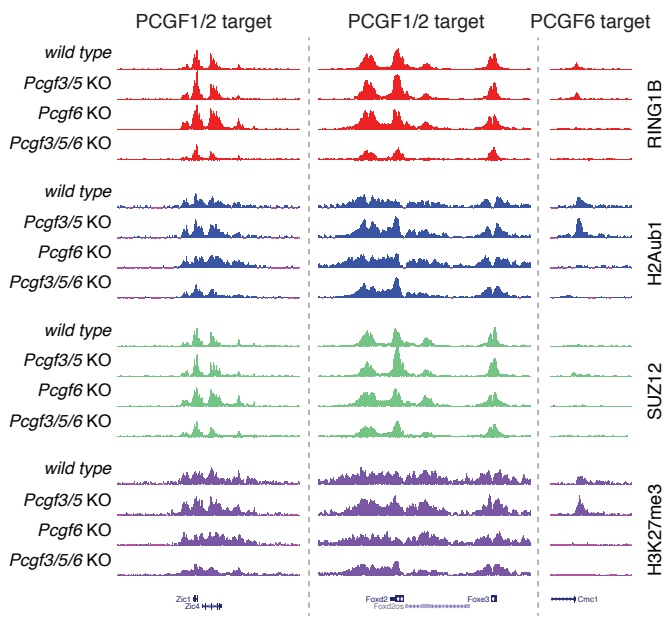 PCGF1/2 target PCGF1/2 target PCGF6 target
wild type
Pcgf3/5 KO
Pcgf6 KO
Pcgf3/5/6 KO
RING1B
wild type
Pcgf3/5 KO
Pcgf6 KO
Pcgf3/5/6 KO
H2Aub1
wild type
Pcgf3/5 KO
Pcgf6 KO
Pcgf3/5/6 KO
SUZ12
wild type
Pcgf3/5 KO
Pcgf6 KO
Pcgf3/5/6 KO
H3K27me3
Zic1 Foxd2 Foxe3 Cmc1
Zic4 Foxd2os